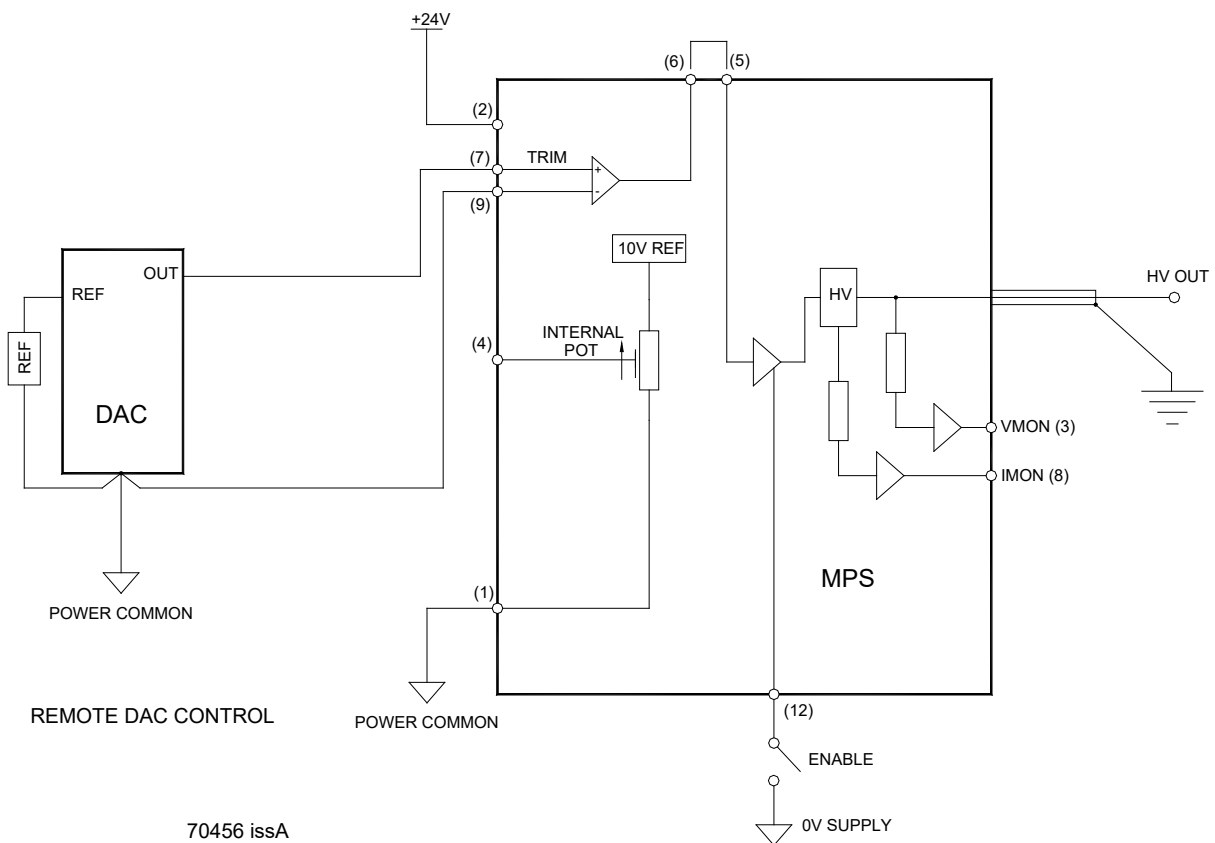 +24V
(6)
(5)
(2)
(7)
TRIM
+
-
(9)
10V REF
HV OUT
OUT
REF
REF
HV
INTERNAL
POT
(4)
DAC
VMON (3)
IMON (8)
MPS
(1)
POWER COMMON
REMOTE DAC CONTROL
POWER COMMON
(12)
ENABLE
0V SUPPLY
70456 issA